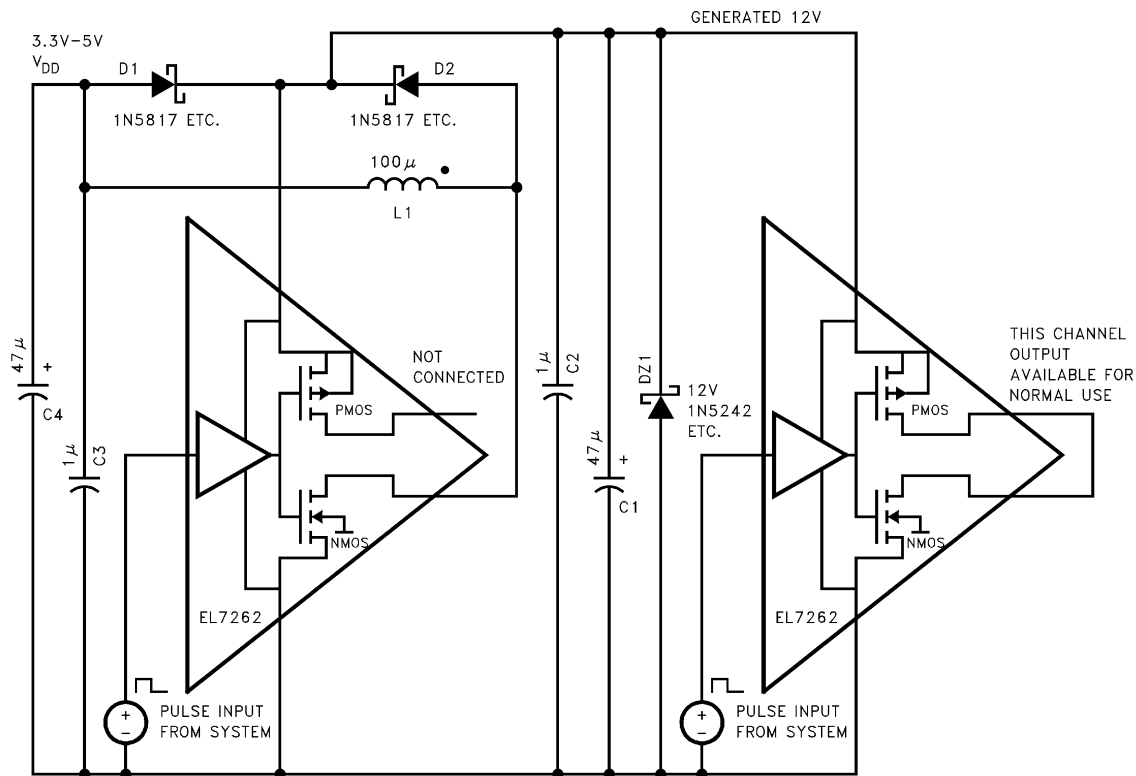 GENERATED 12V
3.3V-5V
VDD
D1
D2
1N5817 ETC.
1N5817 ETC.
100μ
L1
47μ
+
C4
1μ
C3
NOT
CONNECTED
PMOS
NMOS
EL7262
+
−
PULSE INPUT
FROM SYSTEM
1μ
C2
47μ
+
C1
DZ1
12V
1N5242
ETC.
PMOS
NMOS
EL7262
+
−
PULSE INPUT
FROM SYSTEM
THIS CHANNEL
OUTPUT
AVAILABLE FOR
NORMAL USE